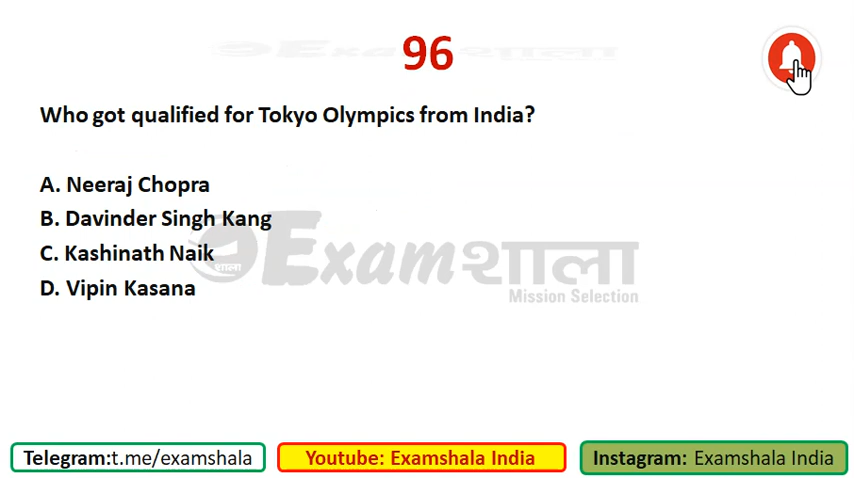 96
Who got qualified for Tokyo Olympics from India?
A. Neeraj Chopra
B. Davinder Singh Kang
C. Kashinath Naik
D. Vipin Kasana
Examशाला
शाला
Mission Selection
Telegram:t.me/examshala
Youtube: Examshala India
Instagram: Examshala India